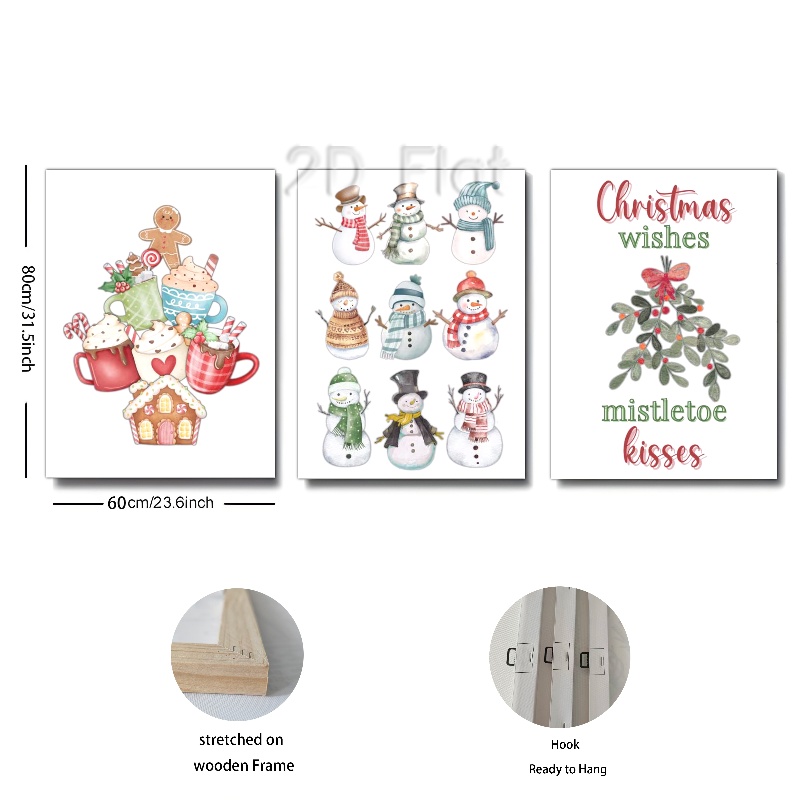 2D Flat
Christmas
wishes
mistletoe
kisses
80cm/31.5inch
60cm/23.6inch
stretched on
wooden Frame
Hook
Ready to Hang